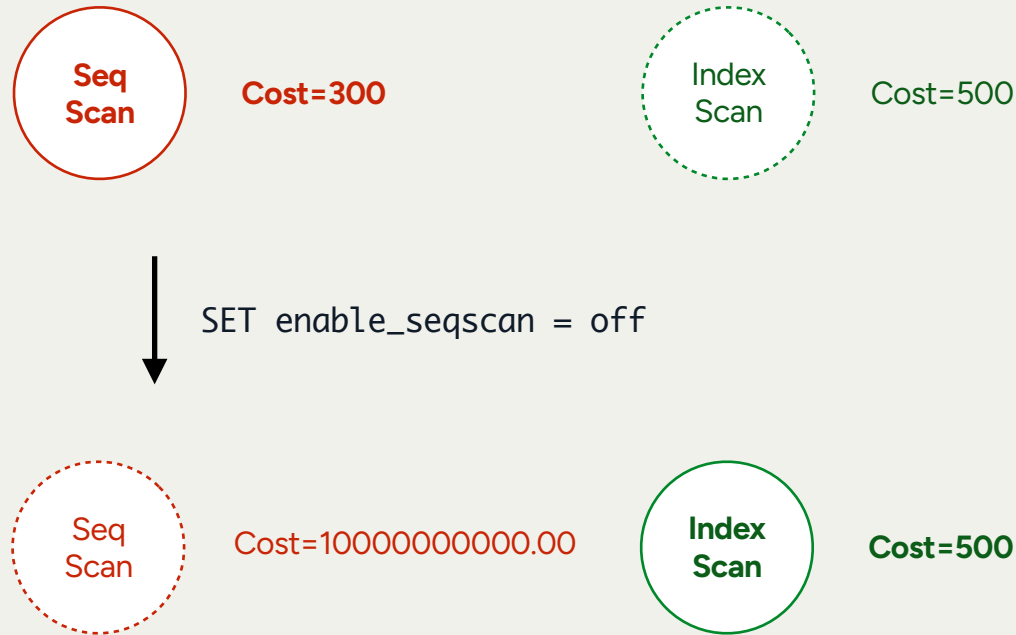 Seq
Scan
Cost=300
Index
Scan
Cost=500
SET enable_seqscan = off
Seq
Scan
Cost=10000000000.00
Index
Scan
Cost=500